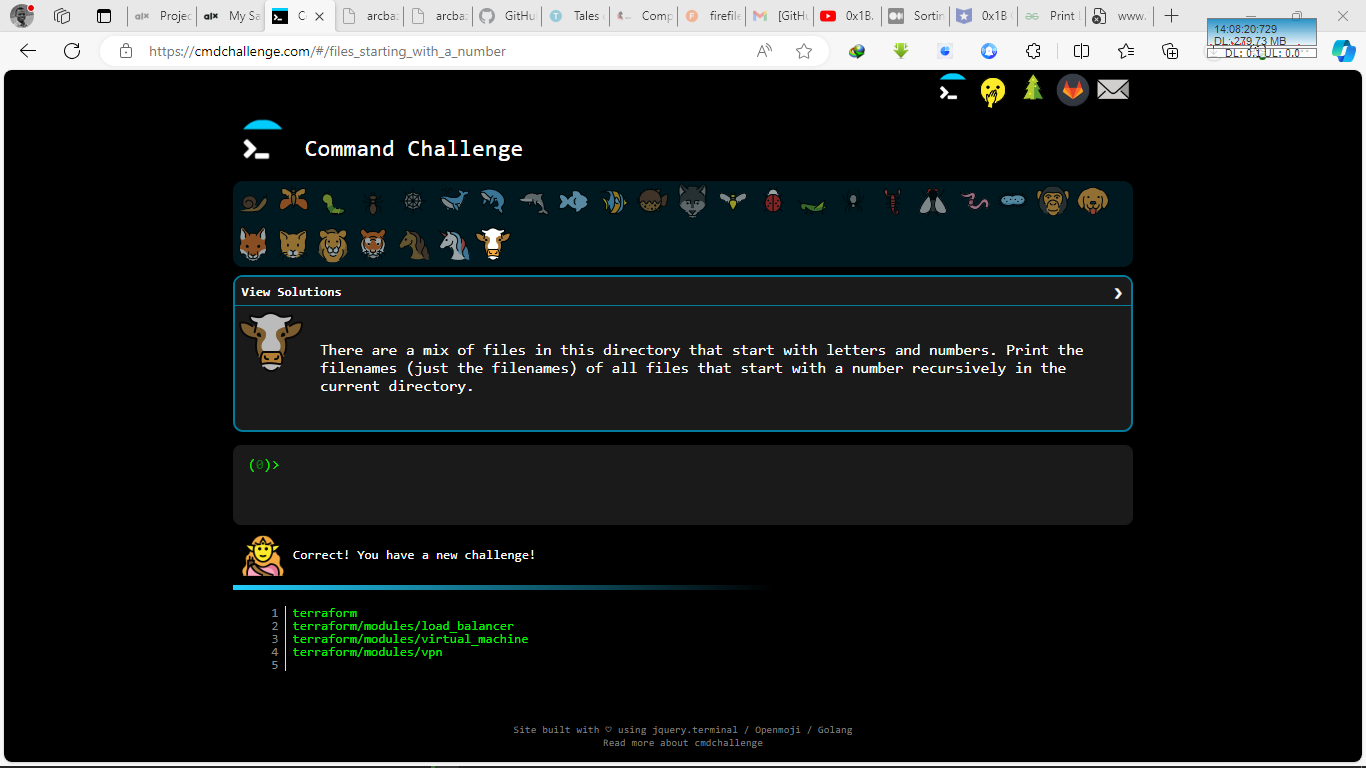 Projec
My Sa
C
arcba
arcba
GitHu
Tales
Comp
firefile
[GitHu
0x1B.
Sortin
0x1B
Print
www.
https://cmdchallenge.com/#/files_starting_with_a_number
14:08:20:729
DL: 279.73 MB
DL: 0.1 UL: 0.0
Command Challenge
View Solutions
There are a mix of files in this directory that start with letters and numbers. Print the
filenames (just the filenames) of all files that start with a number recursively in the
current directory.
(0)>
Correct! You have a new challenge!
1 terraform
2 terraform/modules/load_balancer
3 terraform/modules/virtual_machine
4 terraform/modules/vpn
5
Site built with ♡ using jquery.terminal / Openmoji / Golang
Read more about cmdchallenge